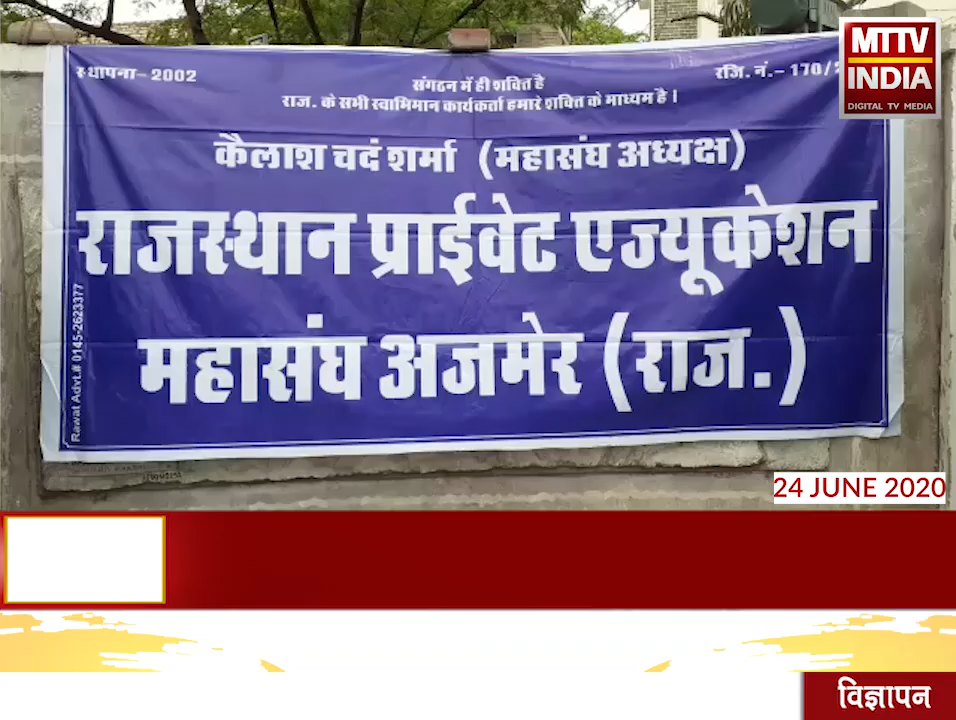 स्थापना- 2002
रजि. नं.- 170/2
संगठन में ही शक्ति है
राज. के सभी स्वाभिमान कार्यकर्ता हमारे शक्ति के माध्यम है ।
कैलाश चदं शर्मा (महासंघ अध्यक्ष)
राजस्थान प्राईवेट एज्यूकेशन
महासंघ अजमेर (राज.)
Rawat Advt.# 0145-2623377
MTTV
INDIA
DIGITAL TV MEDIA
24 JUNE 2020
विज्ञापन